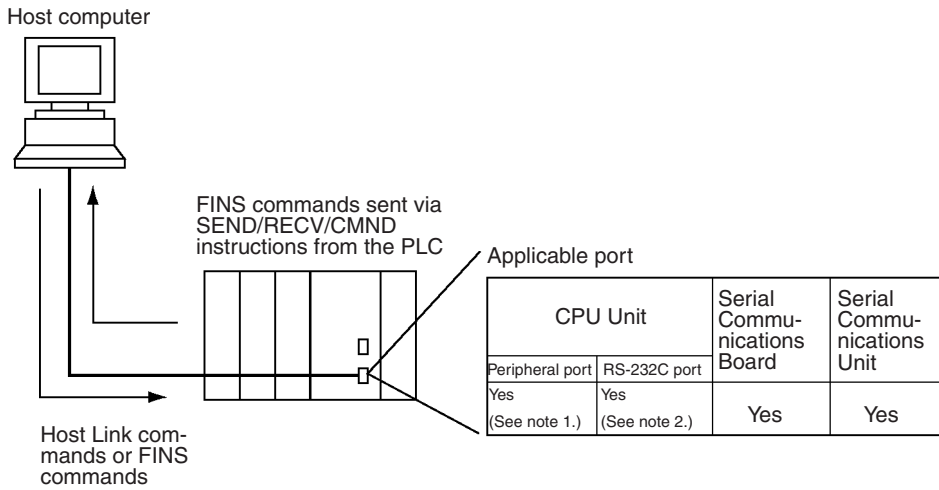 Host computer
FINS commands sent via
SEND/RECV/CMND
instructions from the PLC
Applicable port
CPU Unit
Serial
Commu-
nications
Board
Serial
Commu-
nications
Unit
Peripheral port
RS-232C port
Yes
(See note 1.)
Yes
(See note 2.)
Yes
Yes
Host Link com-
mands or FINS
commands